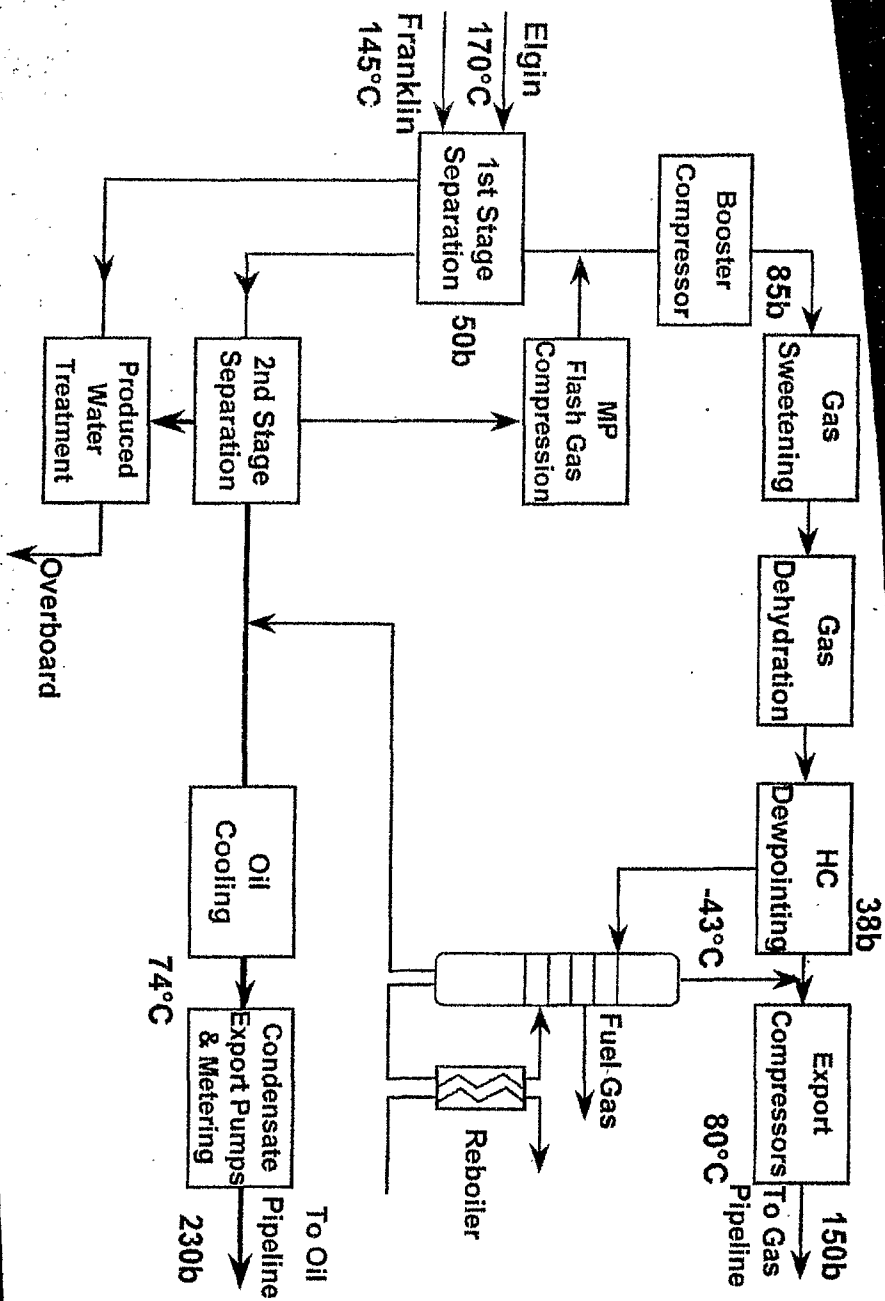 Elgin
170°C
Franklin
145°C
1st Stage
Separation
50b
Booster
Compressor
85b
Gas
Sweetening
Gas
Dehydration
HC
Dewpointing
38b
-43°C
Export
Compressors
80°C
150b
To Gas
Pipeline
MP
Flash Gas
Compression
Fuel Gas
Reboiler
2nd Stage
Separation
Produced
Water
Treatment
Overboard
Oil
Cooling
74°C
Condensate
Export Pumps
& Metering
To Oil
Pipeline
230b